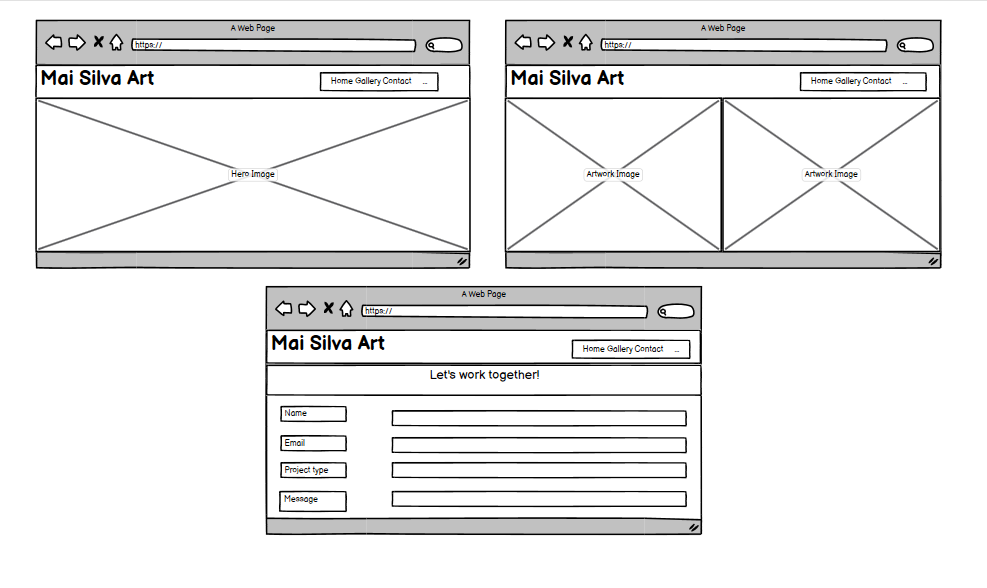 A Web Page
https://
Mai Silva Art
Home Gallery Contact ...
Hero Image
A Web Page
https://
Mai Silva Art
Home Gallery Contact ...
Artwork Image
Artwork Image
A Web Page
https://
Mai Silva Art
Home Gallery Contact ...
Let's work together!
Name
Email
Project type
Message